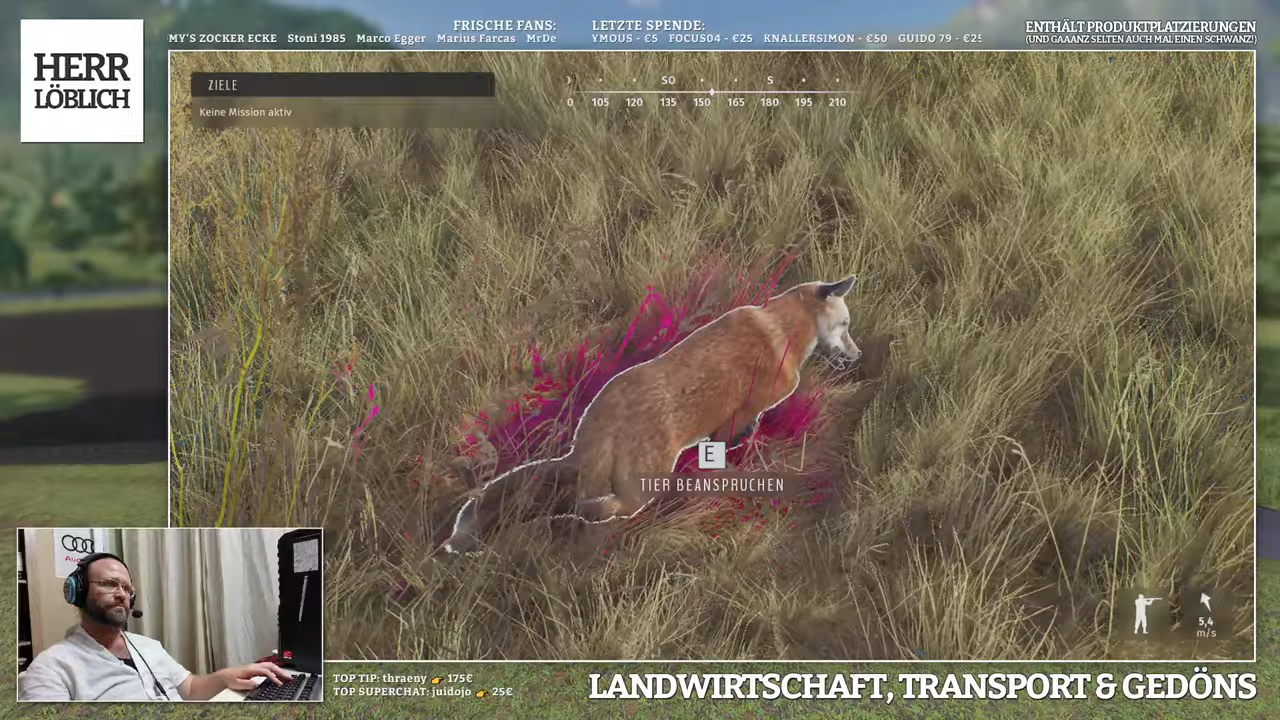 HERR
LÖBLICH
FRISCHE FANS:
MY'S ZOCKER ECKE Stoni 1985 Marco Egger Marius Farcas MrDe
LETZTE SPENDE:
YMOUS - €5 FOCUS04 - €25 KNALLERSIMON - €50 GUIDO 79 - €25
ENTHÄLT PRODUKTPLATZIERUNGEN
(UND GAAANZ SELTEN AUCH MAL EINEN SCHWANZ!)
ZIELE
Keine Mission aktiv
SO S
0 105 120 135 150 165 180 195 210
E
TIER BEANSPRUCHEN
5,4
m/s
TOP TIP: thraeny 👉 175€
TOP SUPERCHAT: juidojo 👉 25€
LANDWIRTSCHAFT, TRANSPORT & GEDÖNS